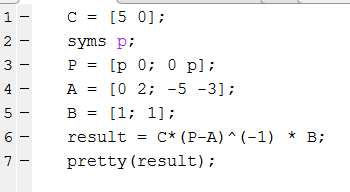 1 – C = [5 0];
2 – syms p;
3 – P = [p 0; 0 p];
4 – A = [0 2; -5 -3];
5 – B = [1; 1];
6 – result = C*(P-A)^(-1) * B;
7 – pretty(result);